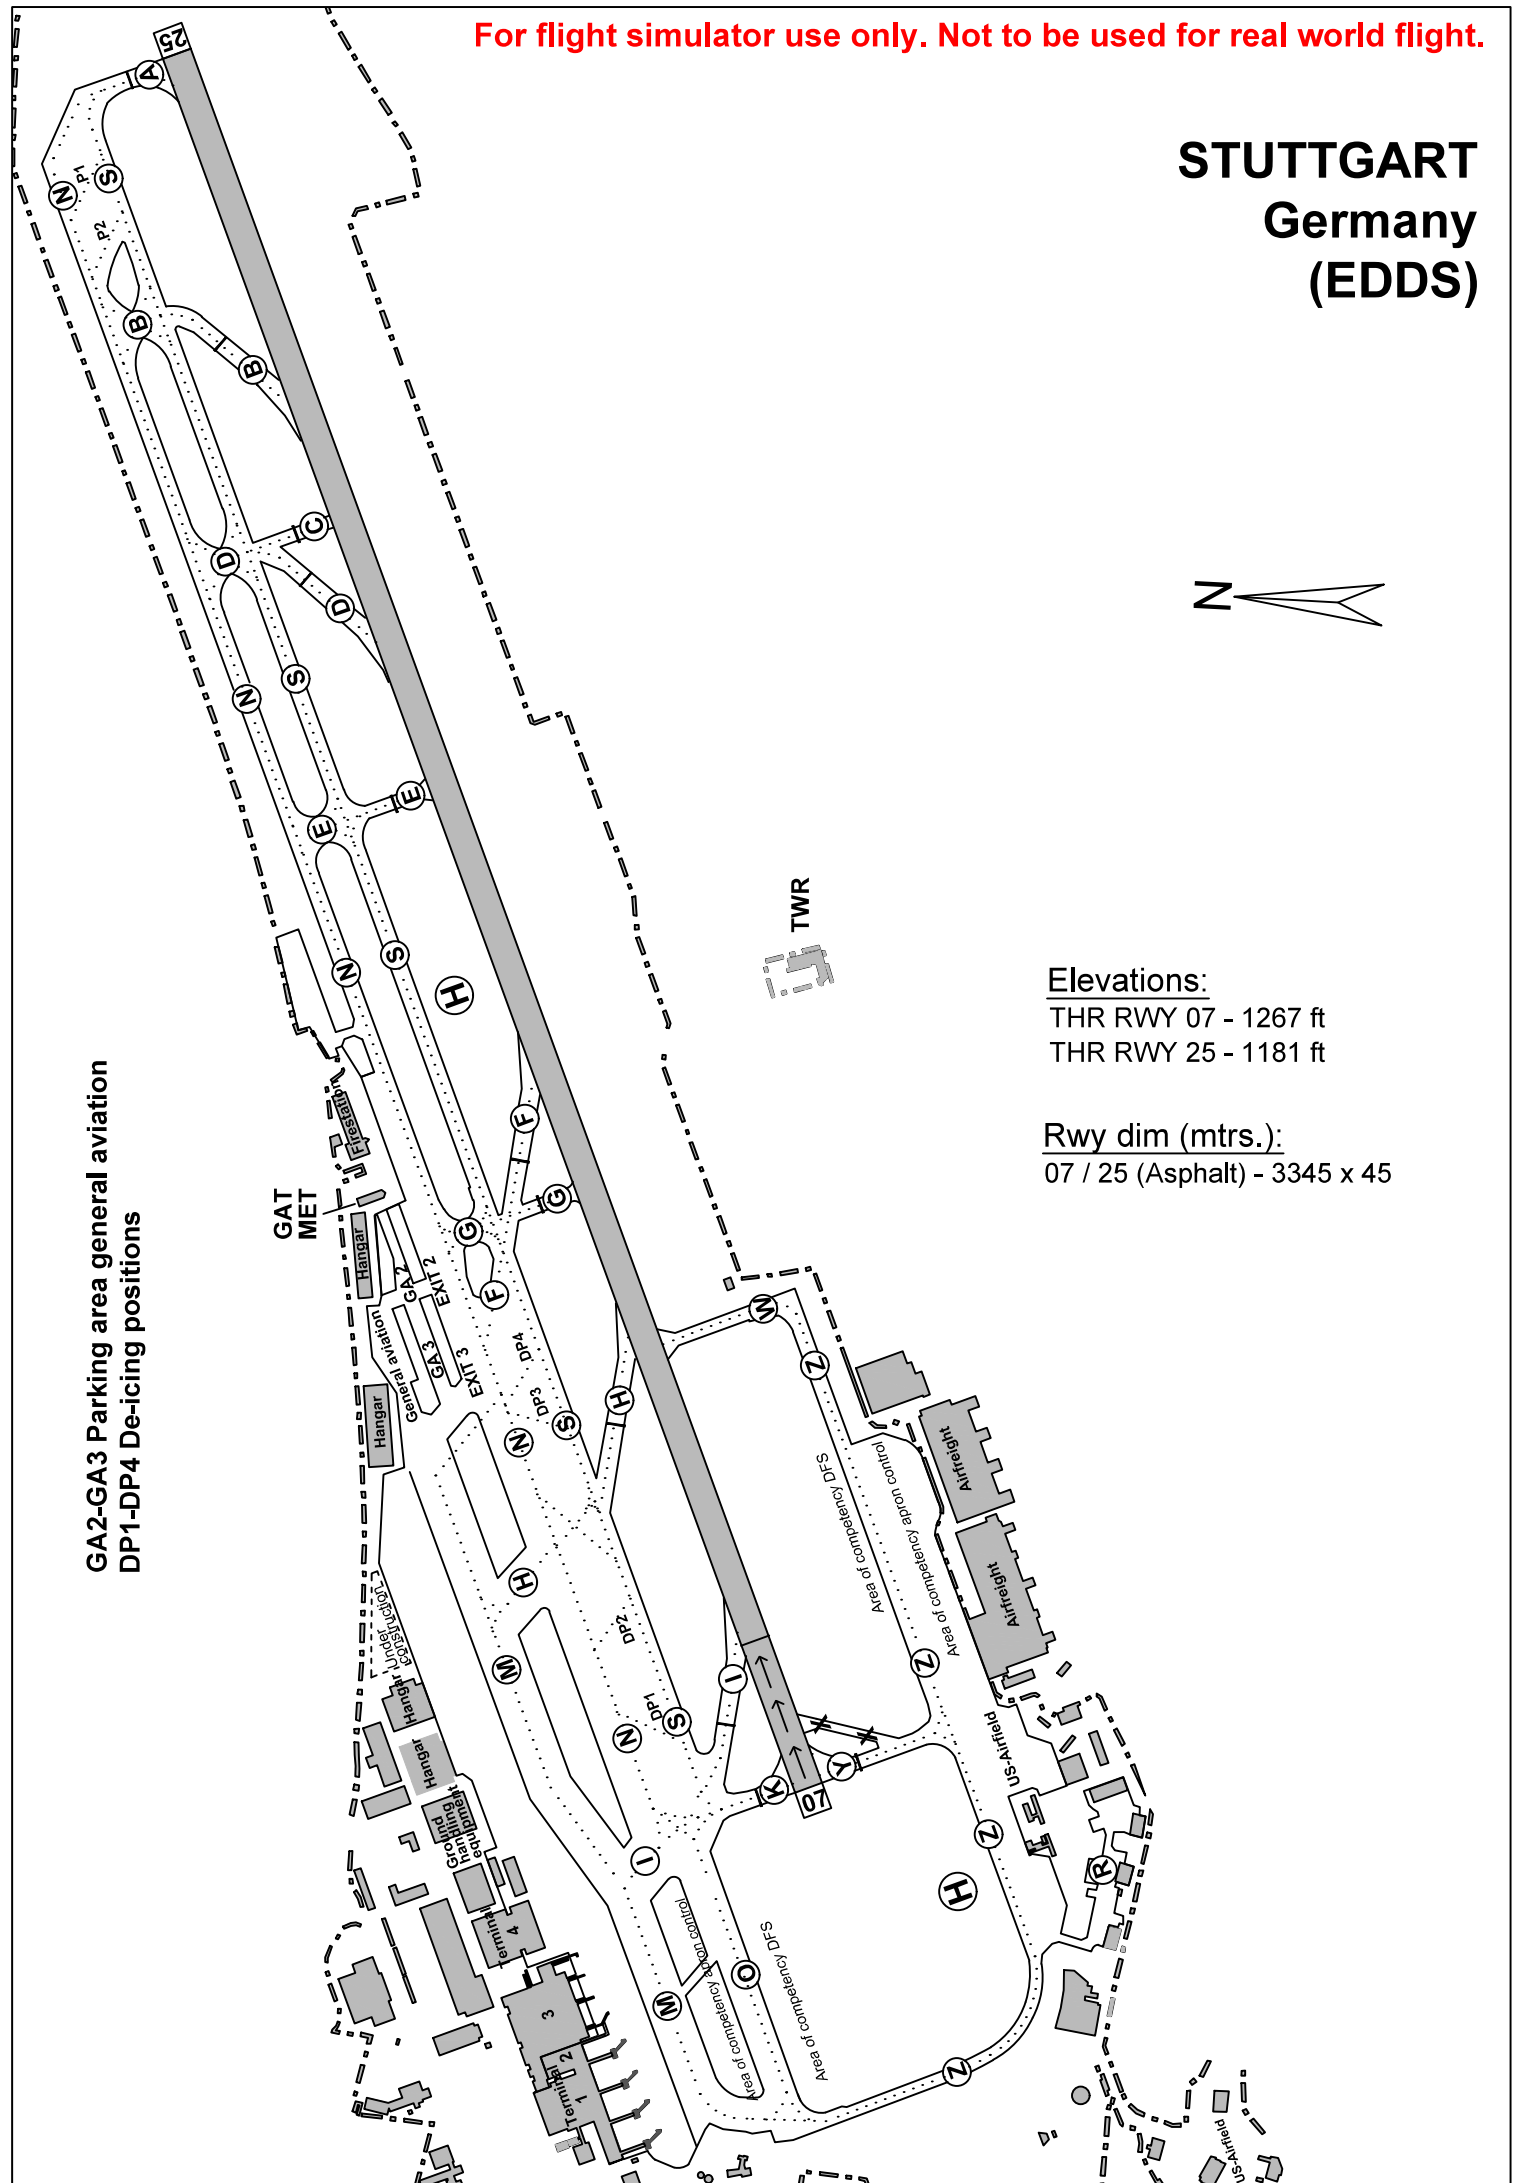 For flight simulator use only. Not to be used for real world flight.
STUTTGART
Germany
(EDDS)
25
A
N
P1
S
P2
B
B
C
D
D
N
S
E
E
N
S
H
TWR
N
Elevations:
THR RWY 07 - 1267 ft
THR RWY 25 - 1181 ft
Rwy dim (mtrs.):
07 / 25 (Asphalt) - 3345 x 45
GA2-GA3 Parking area general aviation
DP1-DP4 De-icing positions
Firestation
GAT
MET
Hangar
GA 2
EXIT 2
General aviation
GA 3
EXIT 3
Hangar
F
G
G
F
DP4
DP3
N
S
H
W
Z
Area of competency DFS
Area of competency apron control
Airfreight
Airfreight
H
M
DP2
DP1
N
S
I
Z
X
X
K
Y
07
US-Airfield
Z
H
R
Under
construction
Hangar
Hangar
Ground
handling
equipment
Terminal
4
3
Terminal
1
2
I
M
O
Area of competency apron control
Area of competency DFS
Z
US-Airfield